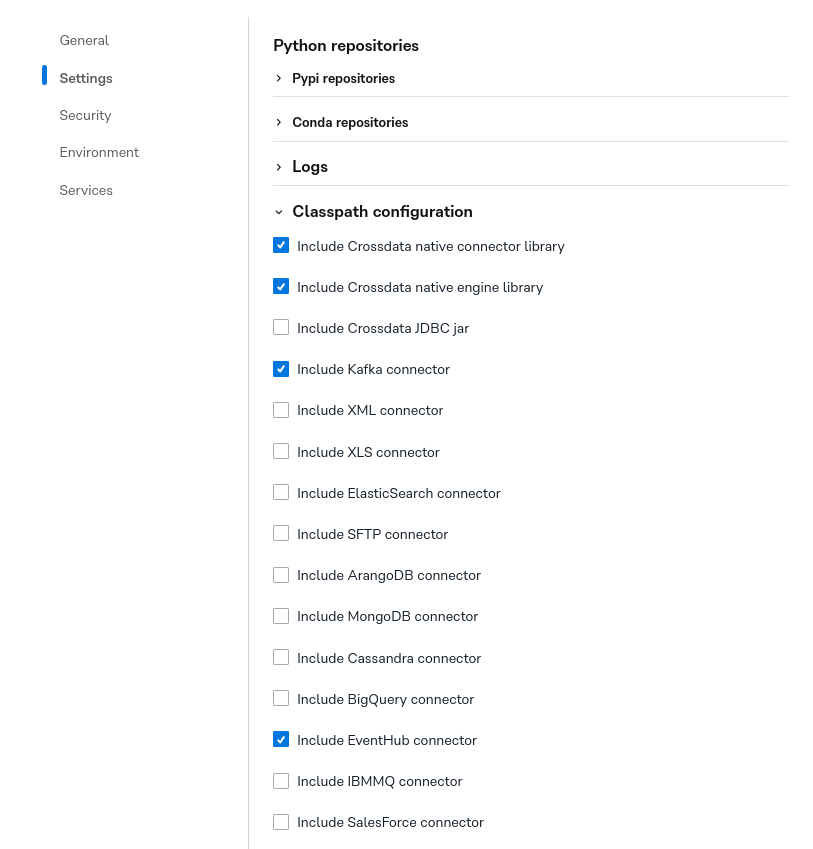 General
Settings
Security
Environment
Services
Python repositories
Pypi repositories
Conda repositories
Logs
Classpath configuration
Include Crossdata native connector library
Include Crossdata native engine library
Include Crossdata JDBC jar
Include Kafka connector
Include XML connector
Include XLS connector
Include ElasticSearch connector
Include SFTP connector
Include ArangoDB connector
Include MongoDB connector
Include Cassandra connector
Include BigQuery connector
Include EventHub connector
Include IBMMQ connector
Include SalesForce connector